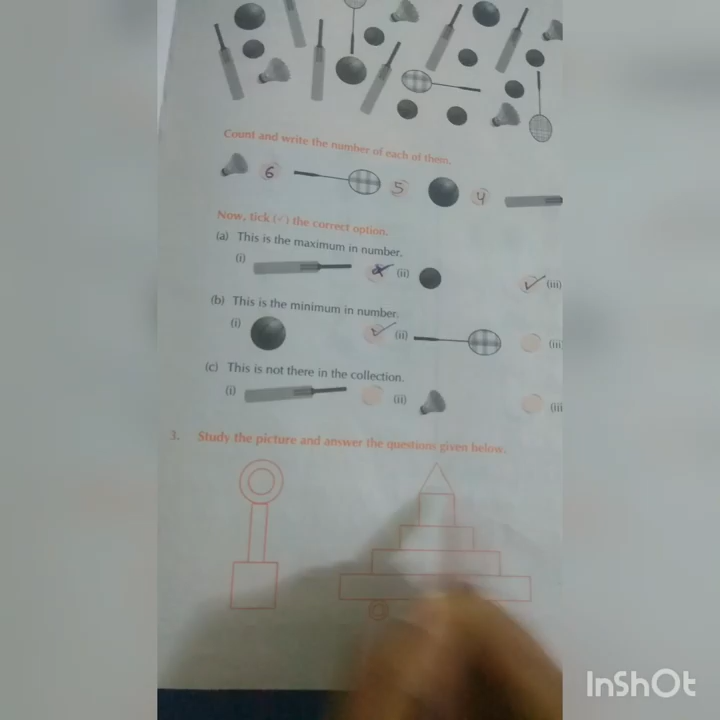 Count and write the number of each of them.
6 5 4
Now, tick (✓) the correct option.
(a) This is the maximum in number.
(i) (ii) ✓ (iii)
(b) This is the minimum in number.
(i) ✓ (ii) (iii
(c) This is not there in the collection.
(i) (ii) (iii
3. Study the picture and answer the questions given below.
InShOt